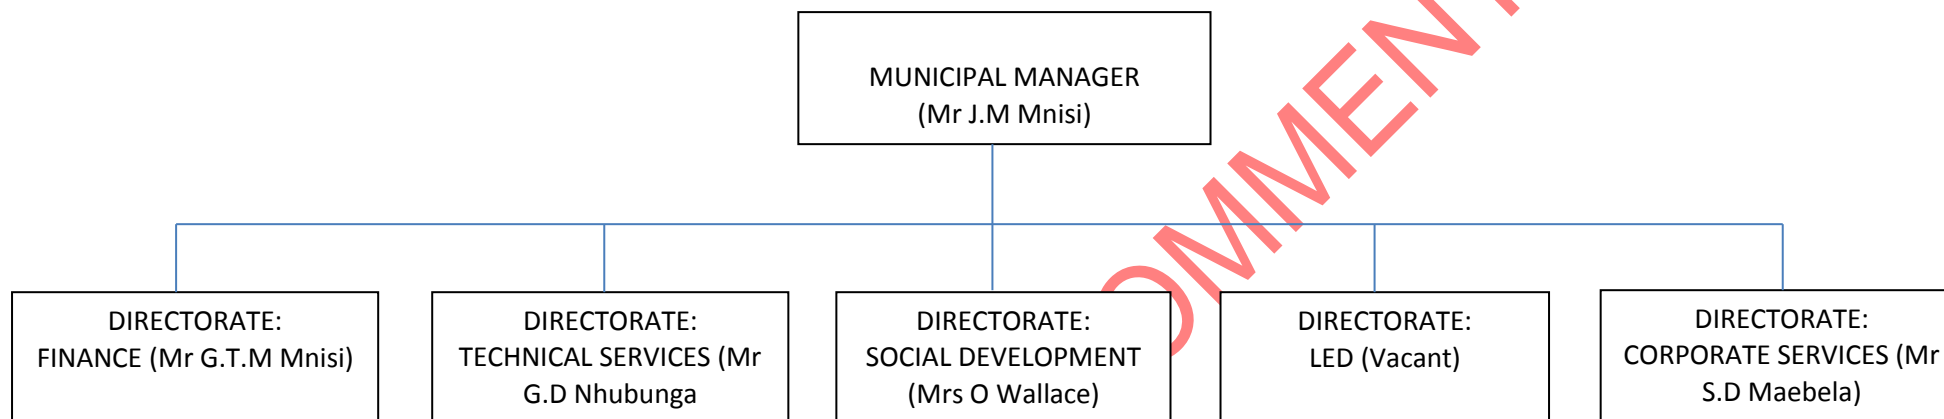 MUNICIPAL MANAGER
(Mr J.M Mnisi)
DIRECTORATE:
FINANCE (Mr G.T.M Mnisi)
DIRECTORATE:
TECHNICAL SERVICES (Mr
G.D Nhubunga
DIRECTORATE:
SOCIAL DEVELOPMENT
(Mrs O Wallace)
DIRECTORATE:
LED (Vacant)
DIRECTORATE:
CORPORATE SERVICES (Mr
S.D Maebela)
OMMEN